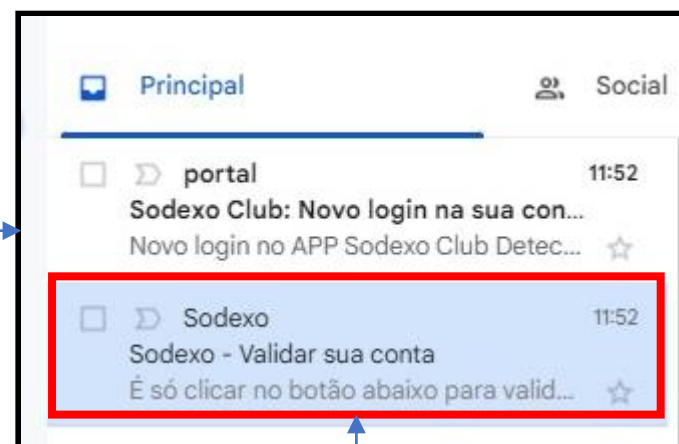 Principal Social
portal 11:52
Sodexo Club: Novo login na sua con...
Novo login no APP Sodexo Club Detec...
Sodexo 11:52
Sodexo - Validar sua conta
É só clicar no botão abaixo para valid...